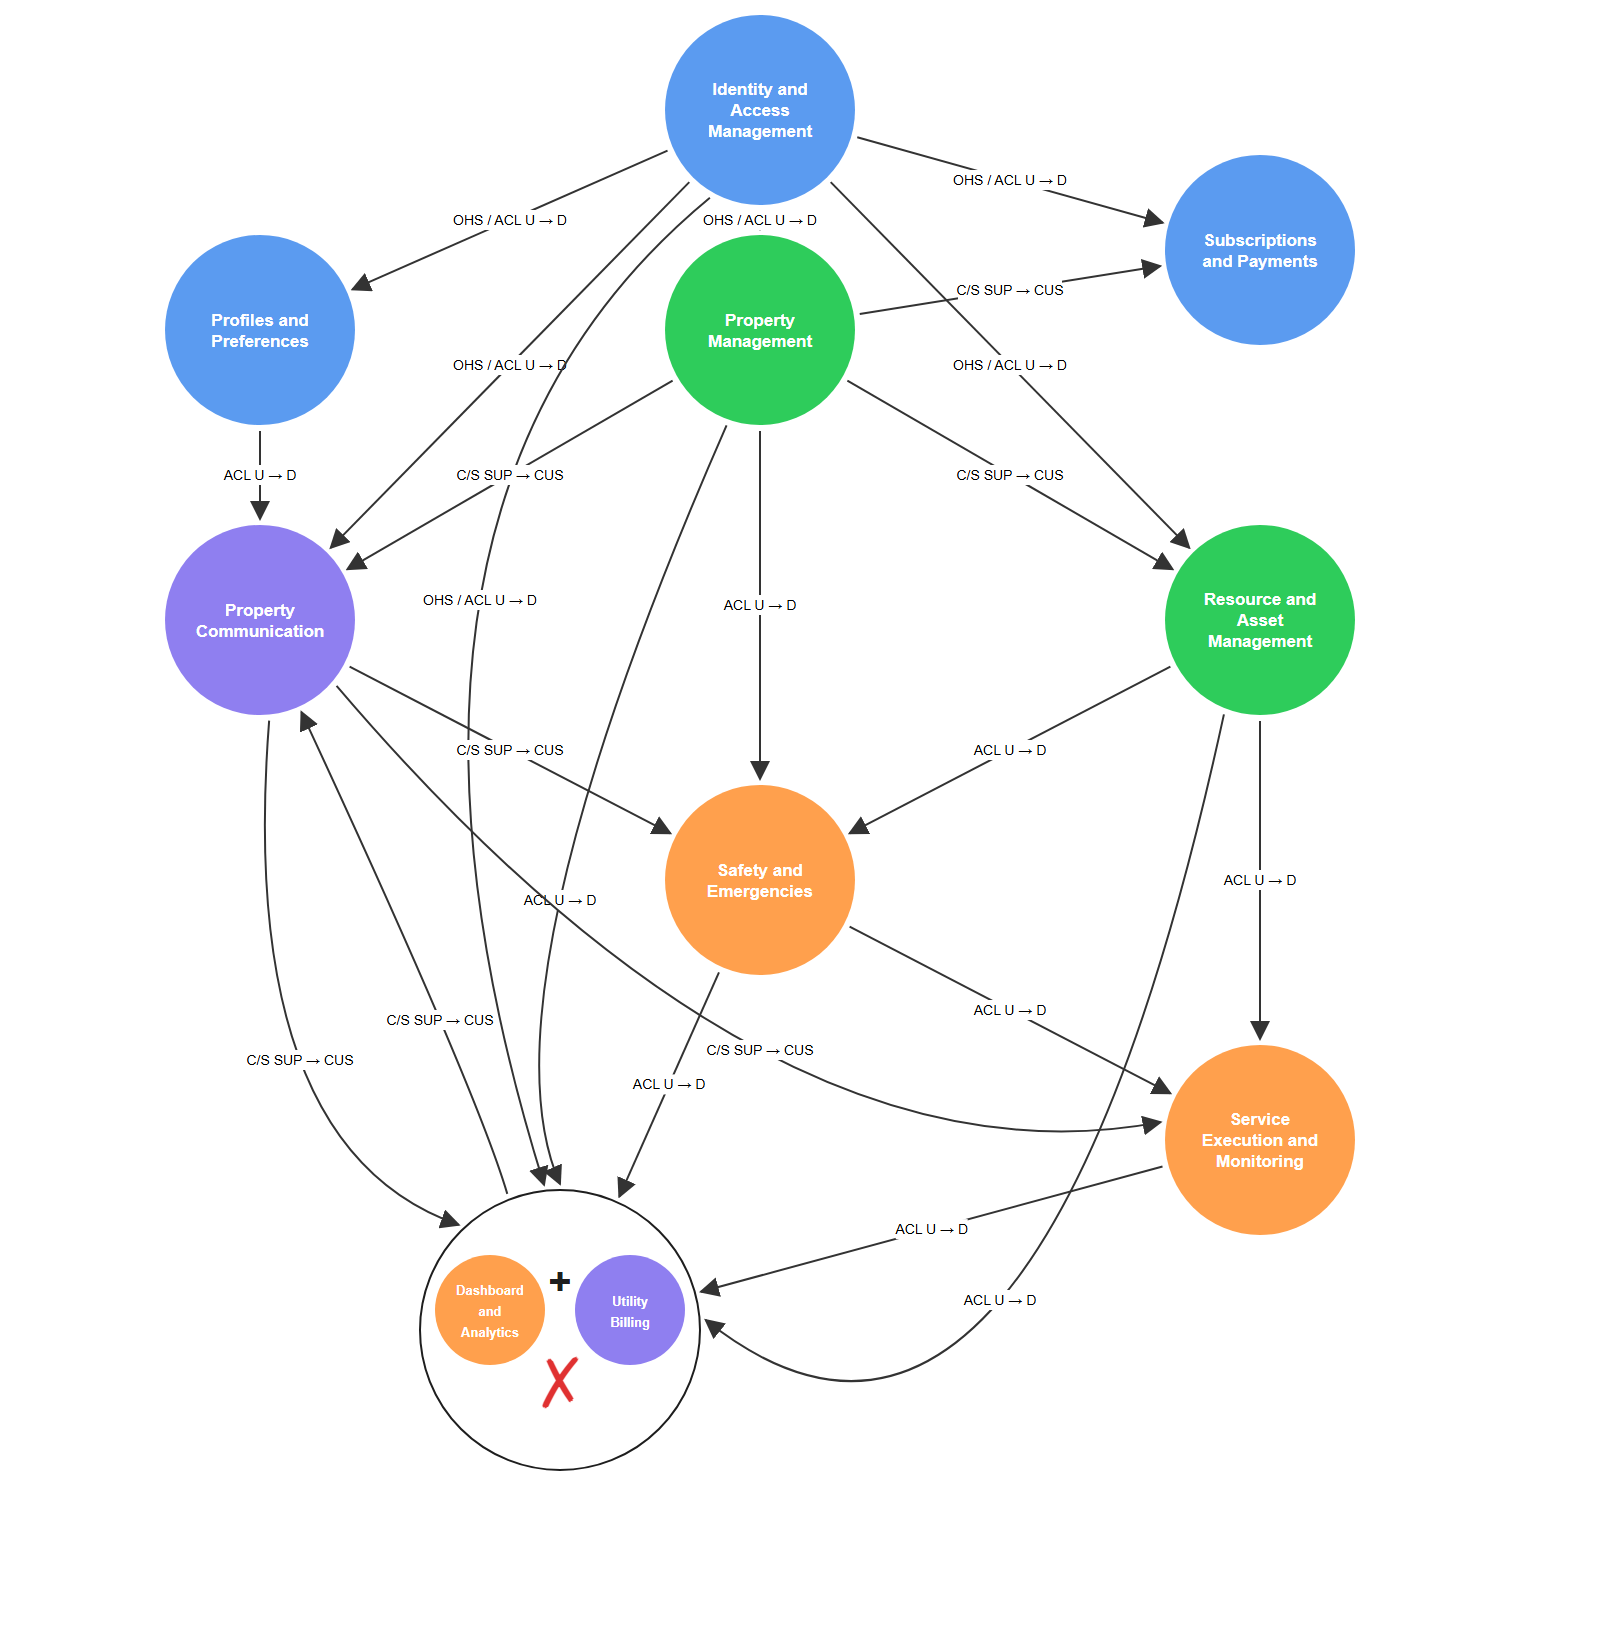 Identity and
Access
Management
OHS / ACL U → D
Subscriptions
and Payments
OHS / ACL U → D
OHS / ACL U → D
Profiles and
Preferences
Property
Management
C/S SUP → CUS
OHS / ACL U → D
OHS / ACL U → D
ACL U → D
C/S SUP → CUS
C/S SUP → CUS
Property
Communication
OHS / ACL U → D
ACL U → D
Resource and
Asset
Management
C/S SUP → CUS
ACL U → D
Safety and
Emergencies
ACL U → D
ACL U → D
C/S SUP → CUS
ACL U → D
C/S SUP → CUS
C/S SUP → CUS
ACL U → D
Service
Execution and
Monitoring
ACL U → D
Dashboard
and
Analytics
+
Utility
Billing
ACL U → D
✗